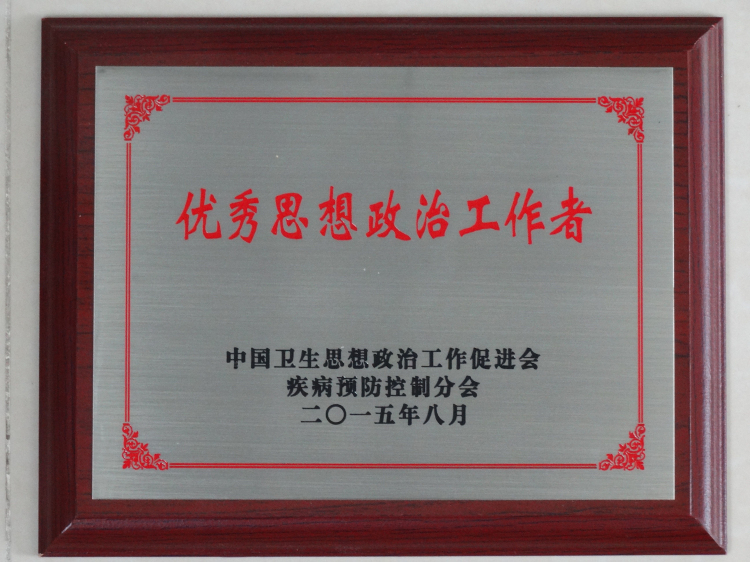 优秀思想政治工作者
中国卫生思想政治工作促进会
疾病预防控制分会
二〇一五年八月